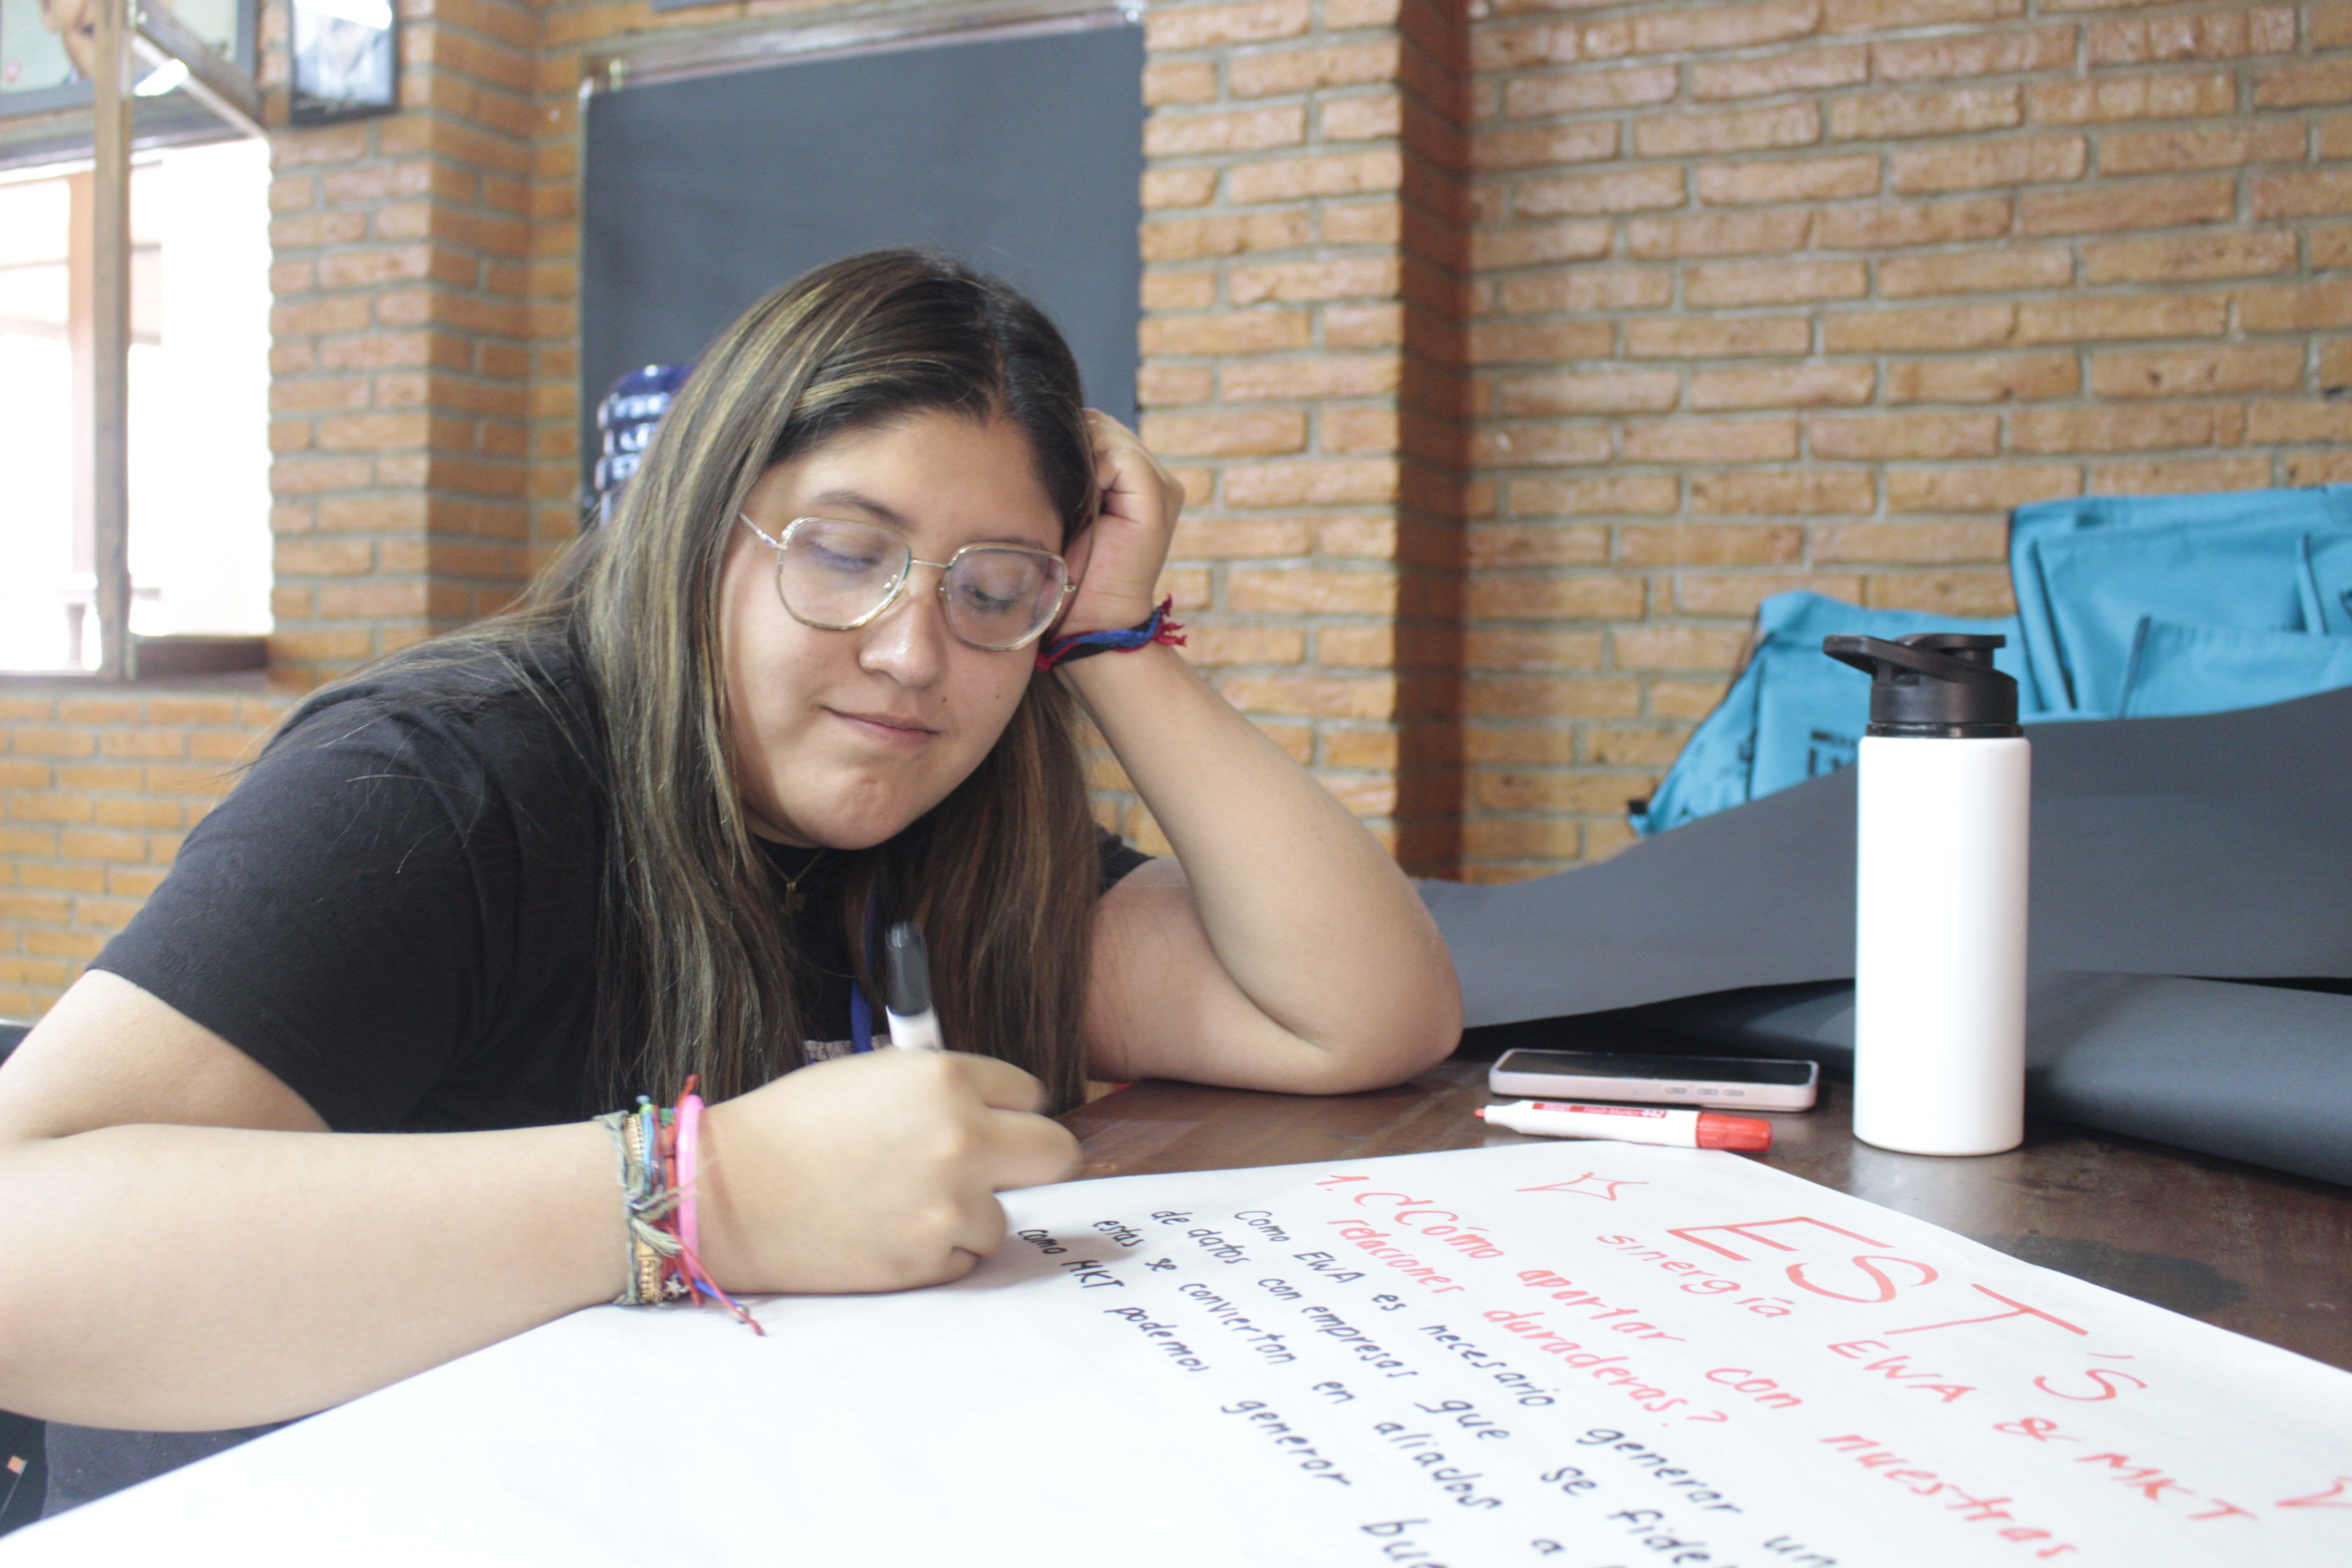 EST'S
sinergía EWA & MKT
1. ¿Cómo aportar con nuestras
relaciones duraderas?
Como EWA es necesario generar un
de datos con empresas que se
estas se convierton en aliados a
como MKT podemos generar